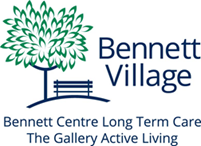 Bennett
Village
Bennett Centre Long Term Care
The Gallery Active Living